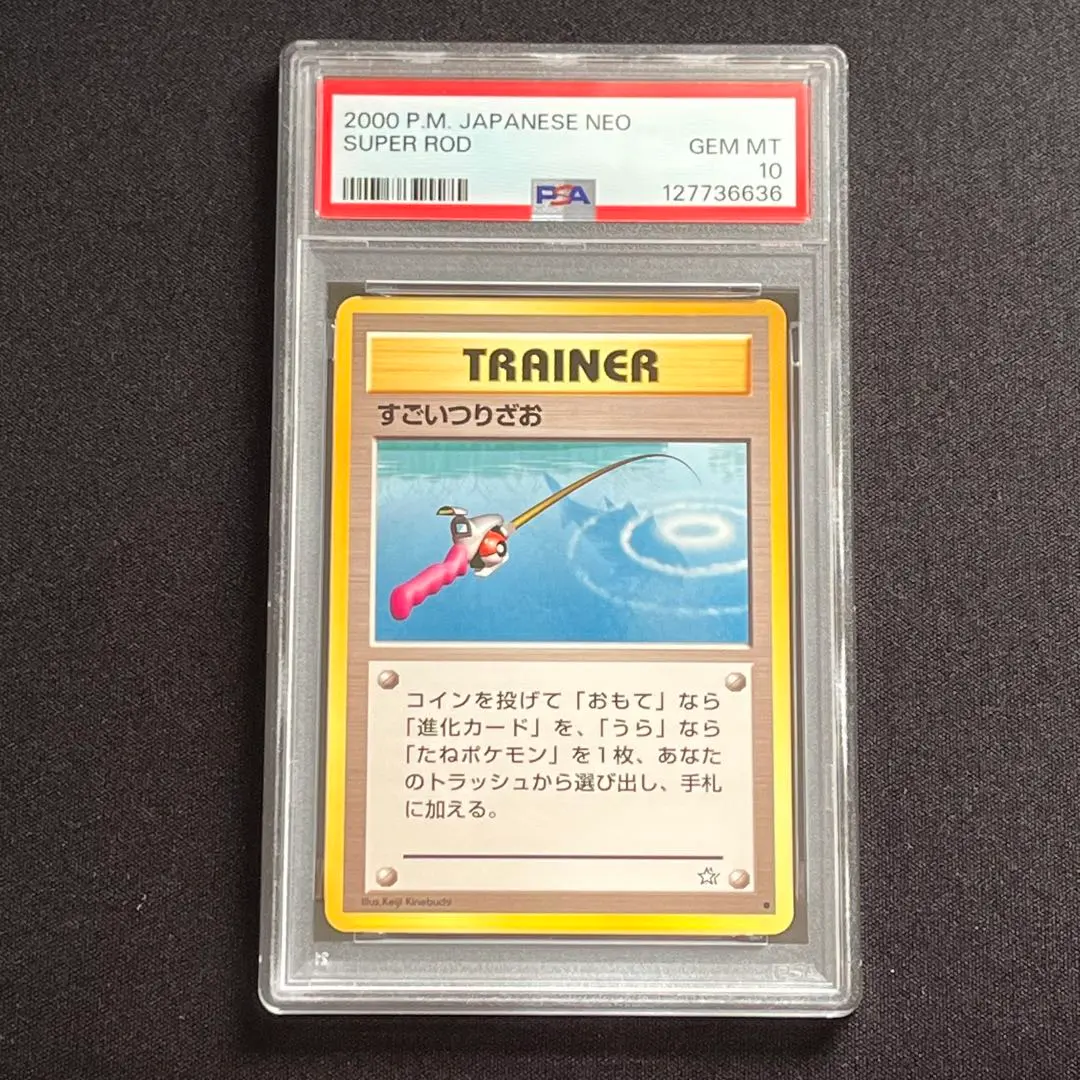 2000 P.M. JAPANESE NEO
SUPER ROD
GEM MT
10
PSA
127736636
TRAINER
すごいつりざお
コインを投げて「おもて」なら
「進化カード」を、「うら」なら
「たねポケモン」を1枚、あなた
のトラッシュから選び出し、手札
に加える。
Illus.Keiji Kinebuchi
PSA